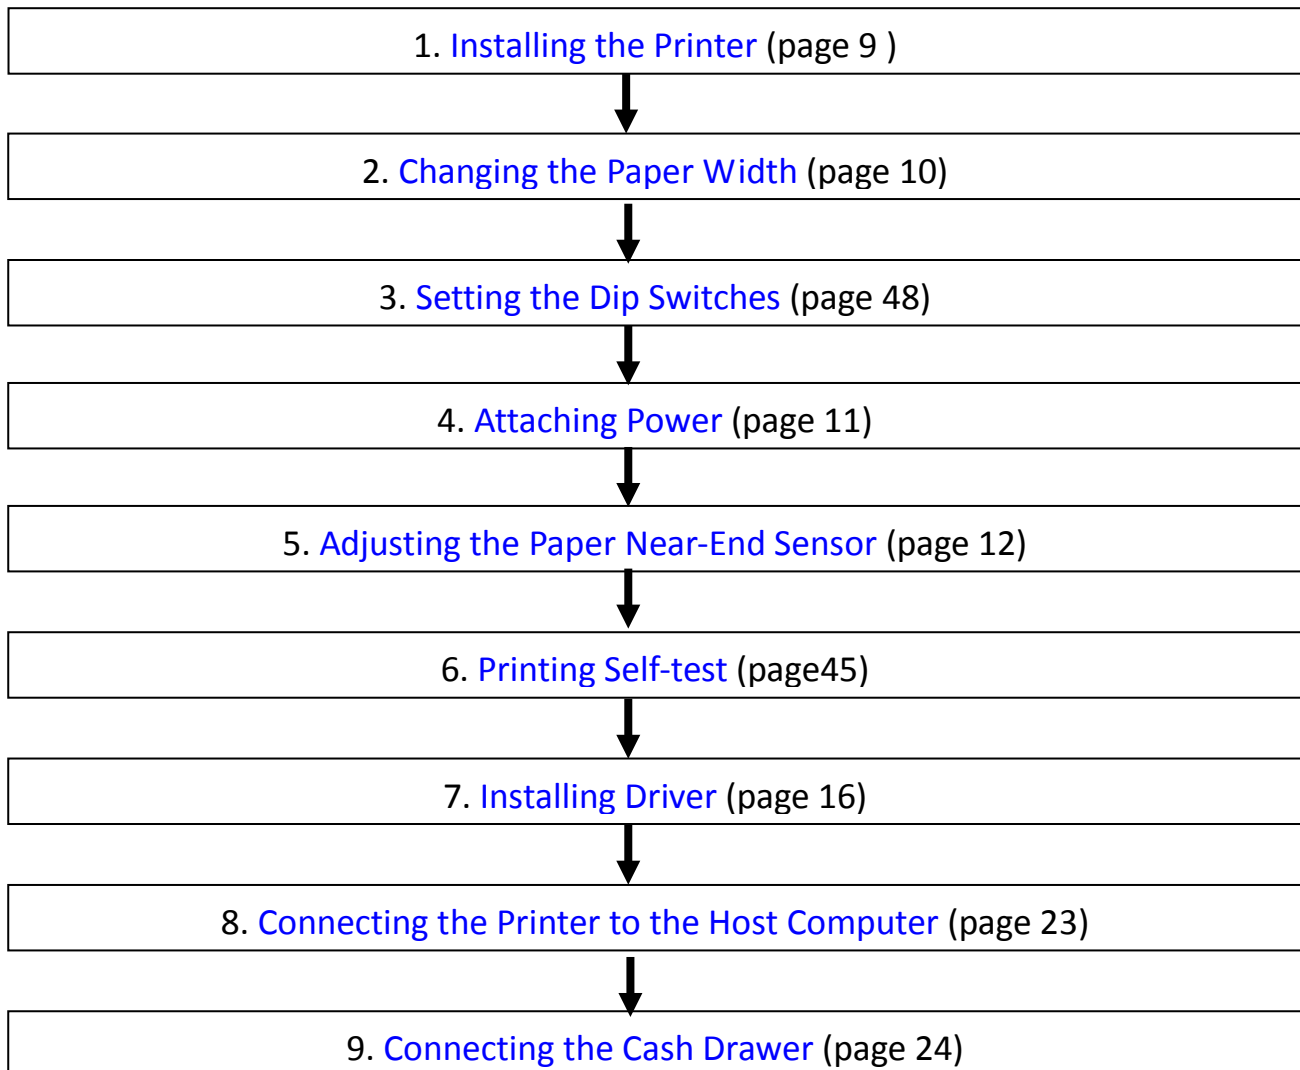 1. Installing the Printer (page 9 )
2. Changing the Paper Width (page 10)
3. Setting the Dip Switches (page 48)
4. Attaching Power (page 11)
5. Adjusting the Paper Near-End Sensor (page 12)
6. Printing Self-test (page45)
7. Installing Driver (page 16)
8. Connecting the Printer to the Host Computer (page 23)
9. Connecting the Cash Drawer (page 24)